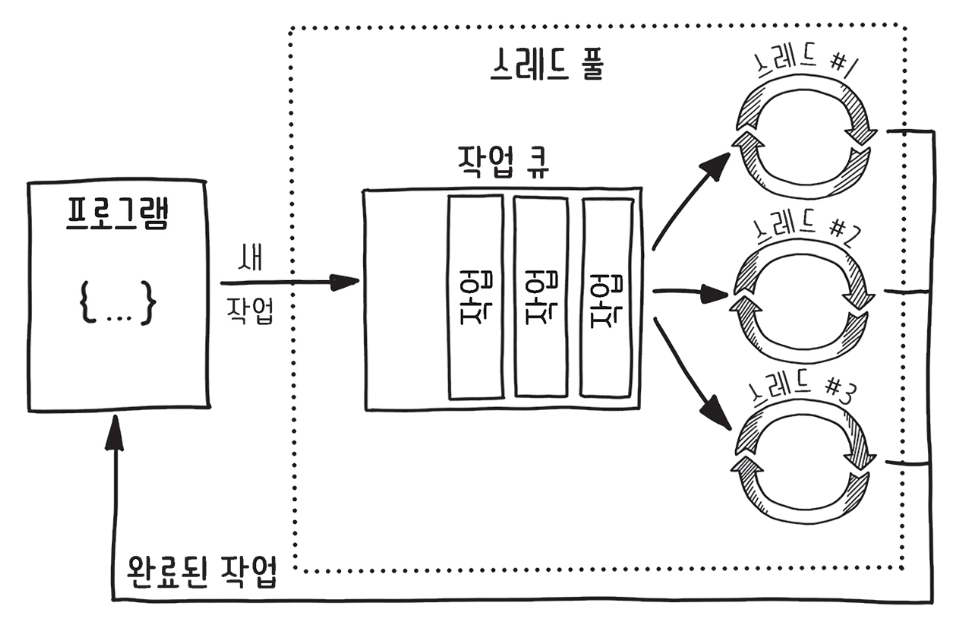 스레드 풀
스레드 #1
작업 큐
프로그램
{ ... }
새
작업
작업
작업
작업
스레드 #2
스레드 #3
완료된 작업